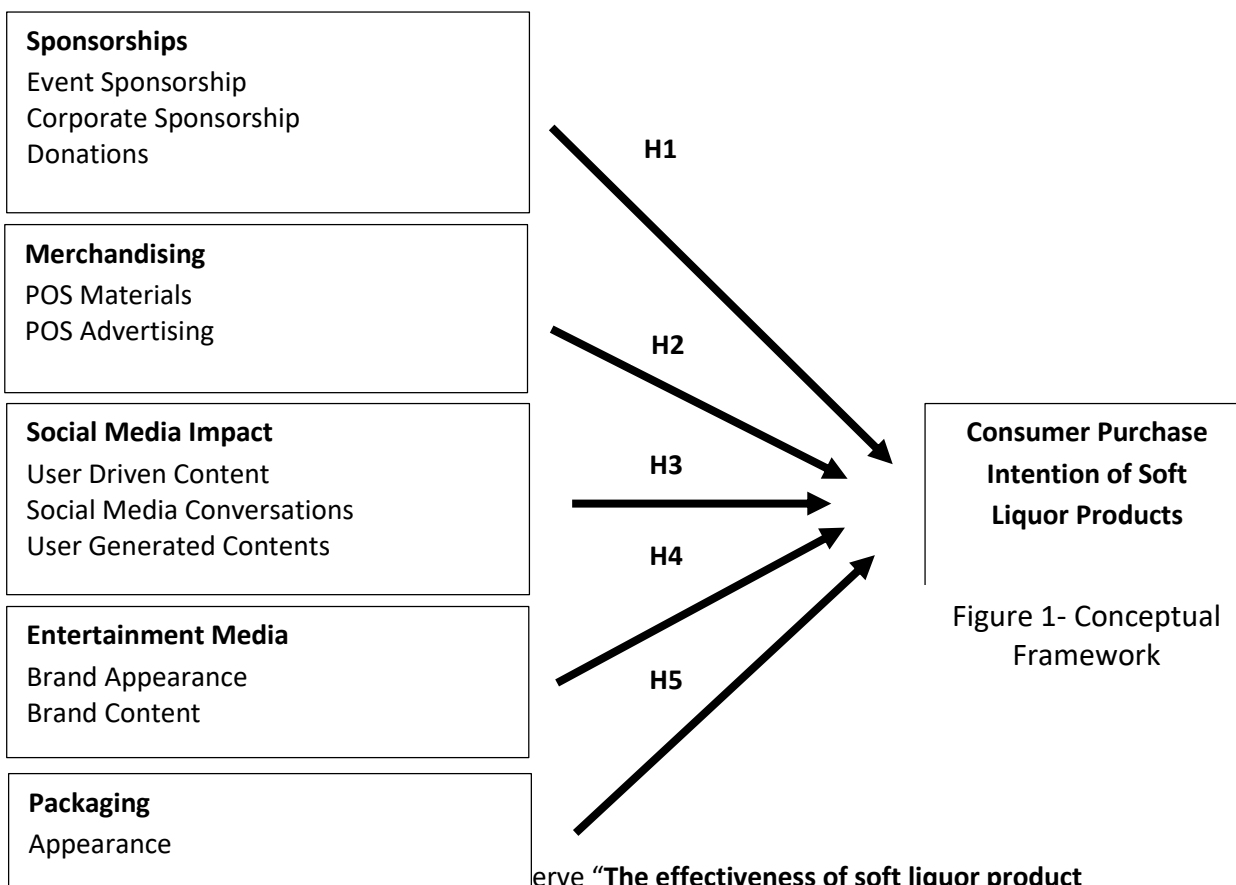 Sponsorships
Event Sponsorship
Corporate Sponsorship
Donations
H1
Merchandising
POS Materials
POS Advertising
H2
Social Media Impact
User Driven Content
Social Media Conversations
User Generated Contents
H3
H4
Entertainment Media
Brand Appearance
Brand Content
H5
Packaging
Appearance
Consumer Purchase
Intention of Soft
Liquor Products
Figure 1- Conceptual
Framework
erve “The effectiveness of soft liquor product